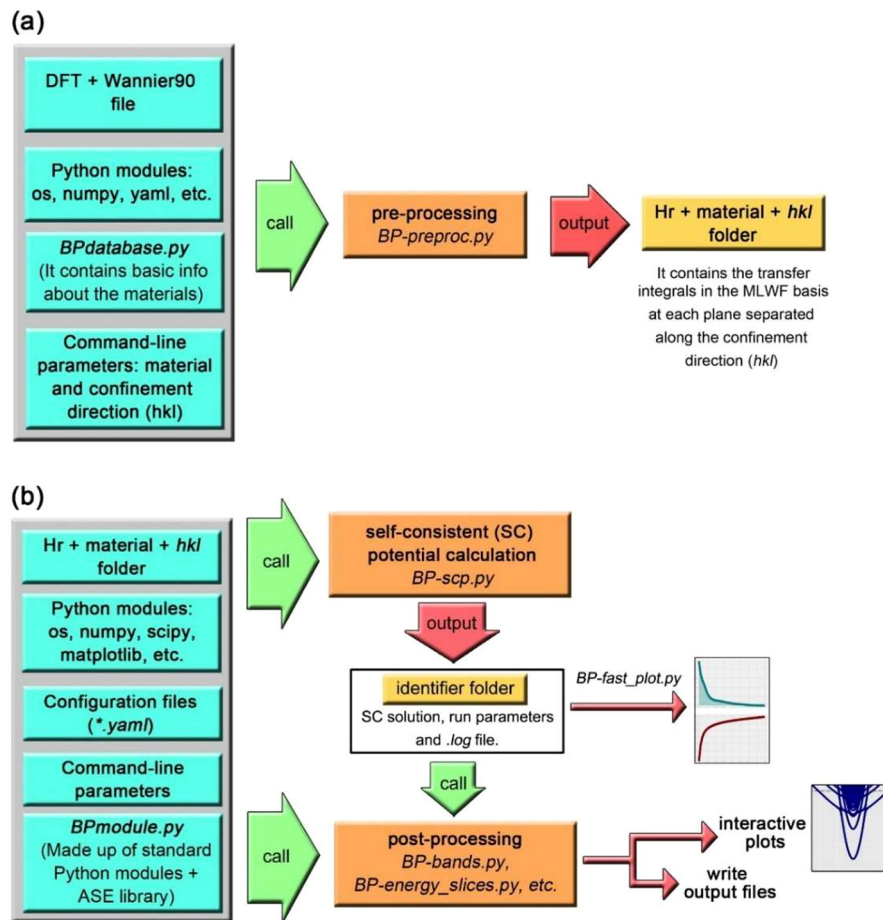 (a)
DFT + Wannier90
file
Python modules:
os, numpy, yaml, etc.
BPdatabase.py
(It contains basic info
about the materials)
Command-line
parameters: material
and confinement
direction (hkl)
call
pre-processing
BP-preproc.py
output
Hr + material + hkl
folder
It contains the transfer
integrals in the MLWF basis
at each plane separated
along the confinement
direction (hkl)
(b)
Hr + material + hkl
folder
Python modules:
os, numpy, scipy,
matplotlib, etc.
Configuration files
(*.yaml)
Command-line
parameters
BPmodule.py
(Made up of standard
Python modules +
ASE library)
call
self-consistent (SC)
potential calculation
BP-scp.py
output
identifier folder
SC solution, run parameters
and .log file.
BP-fast_plot.py
call
call
post-processing
BP-bands.py,
BP-energy_slices.py, etc.
interactive
plots
write
output files